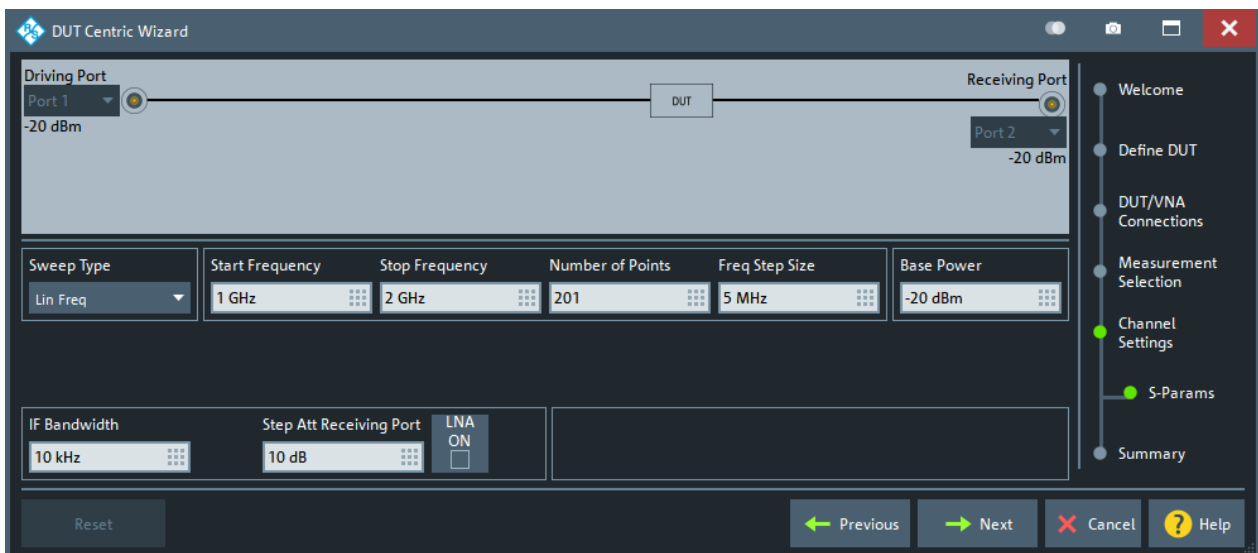 DUT Centric Wizard
Driving Port
Port 1
-20 dBm
DUT
Receiving Port
Port 2
-20 dBm
Sweep Type
Lin Freq
Start Frequency
1 GHz
Stop Frequency
2 GHz
Number of Points
201
Freq Step Size
5 MHz
Base Power
-20 dBm
IF Bandwidth
10 kHz
Step Att Receiving Port
10 dB
LNA
ON
Welcome
Define DUT
DUT/VNA
Connections
Measurement
Selection
Channel
Settings
S-Params
Summary
Reset
Previous
Next
Cancel
? Help